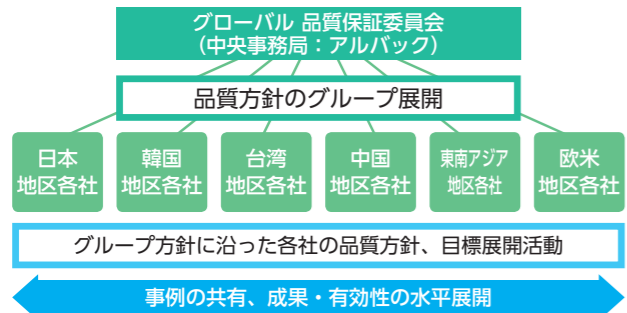 グローバル 品質保証委員会
（中央事務局：アルバック）
品質方針のグループ展開
日本
地区各社
韓国
地区各社
台湾
地区各社
中国
地区各社
東南アジア
地区各社
欧米
地区各社
グループ方針に沿った各社の品質方針、目標展開活動
事例の共有、成果・有効性の水平展開